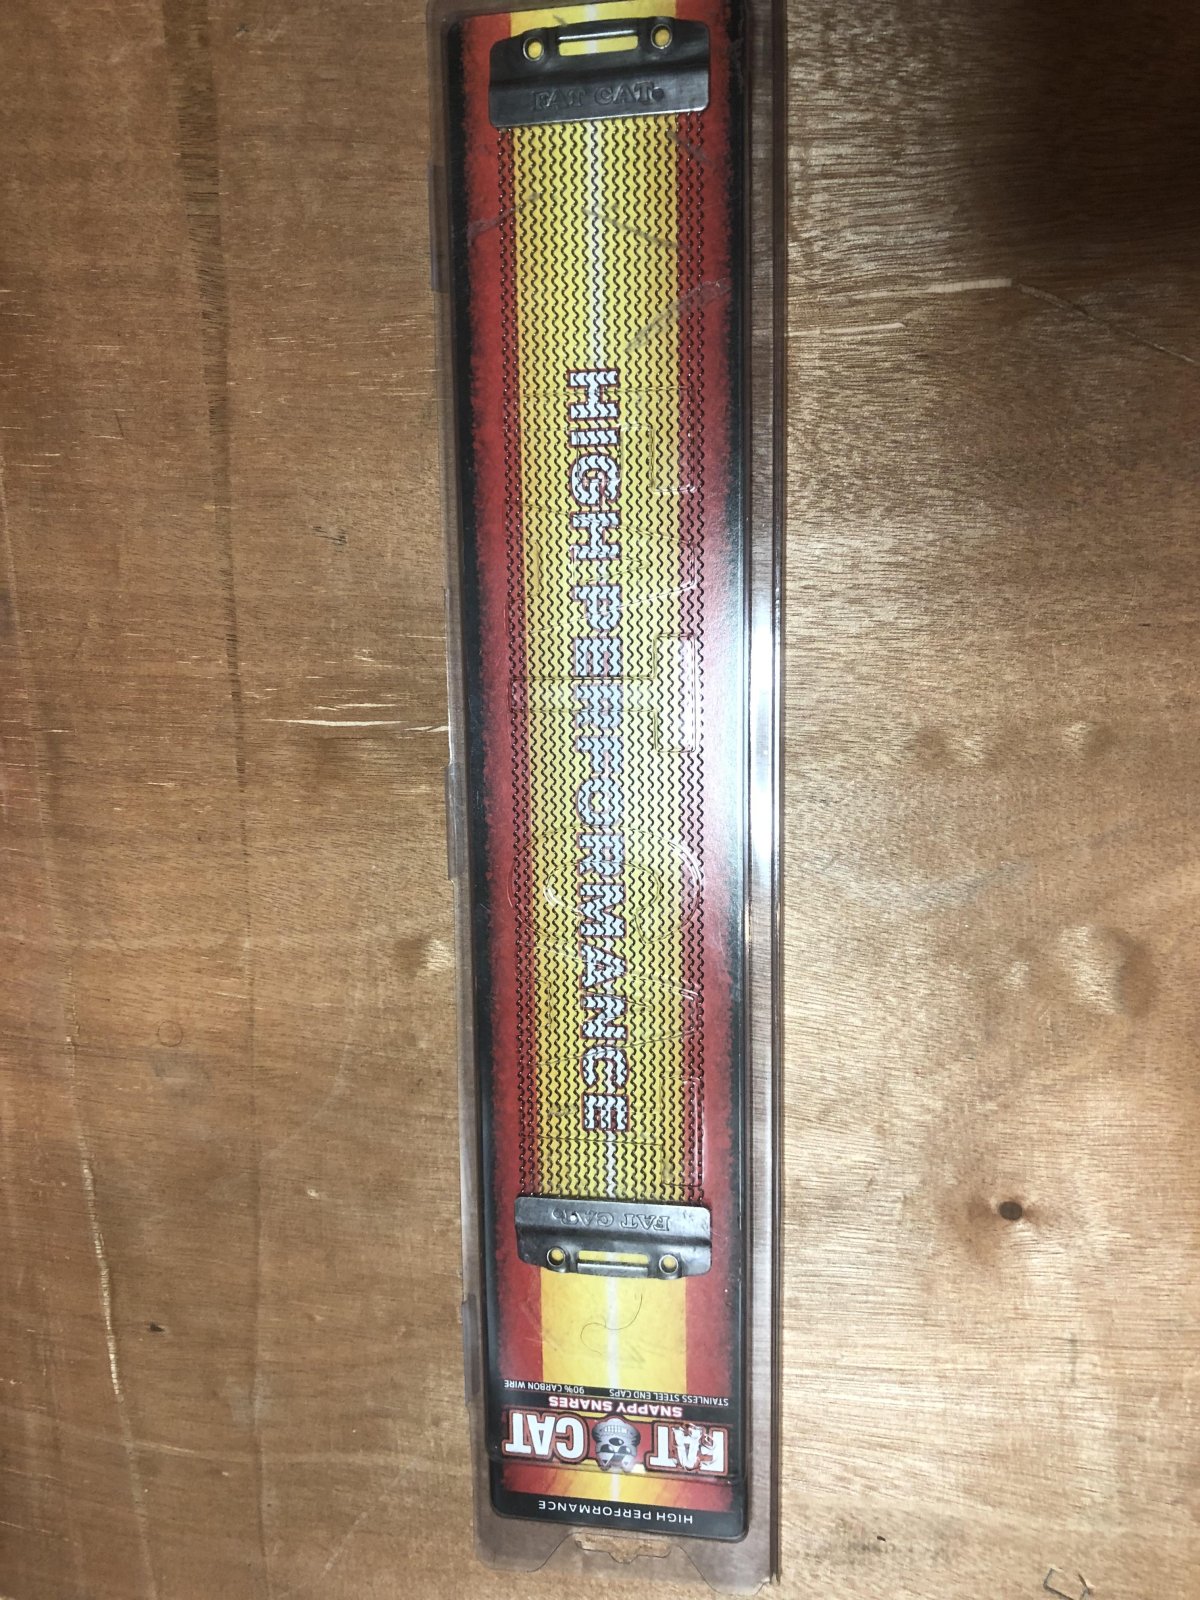 FAT CAT
HIGH PERFORMANCE
FAT CAT
HIGH PERFORMANCE
FAT CAT
SNAPPY SNARES
STAINLESS STEEL END CAPS 90% CARBON WIRE